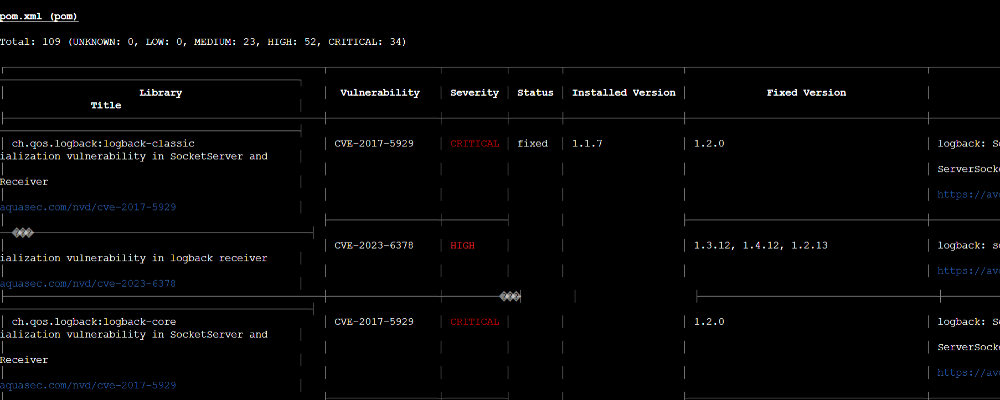 pom.xml (pom)
Total: 109 (UNKNOWN: 0, LOW: 0, MEDIUM: 23, HIGH: 52, CRITICAL: 34)
Library Vulnerability Severity Status Installed Version Fixed Version
Title
ch.qos.logback:logback-classic CVE-2017-5929 CRITICAL fixed 1.1.7 1.2.0 logback: Se
ialization vulnerability in SocketServer and
ServerSocke
Receiver
https://avd
aquasec.com/nvd/cve-2017-5929
CVE-2023-6378 HIGH 1.3.12, 1.4.12, 1.2.13 logback: se
ialization vulnerability in logback receiver
https://avd
aquasec.com/nvd/cve-2023-6378
ch.qos.logback:logback-core CVE-2017-5929 CRITICAL 1.2.0 logback: Se
ialization vulnerability in SocketServer and
ServerSocke
Receiver
https://avd
aquasec.com/nvd/cve-2017-5929